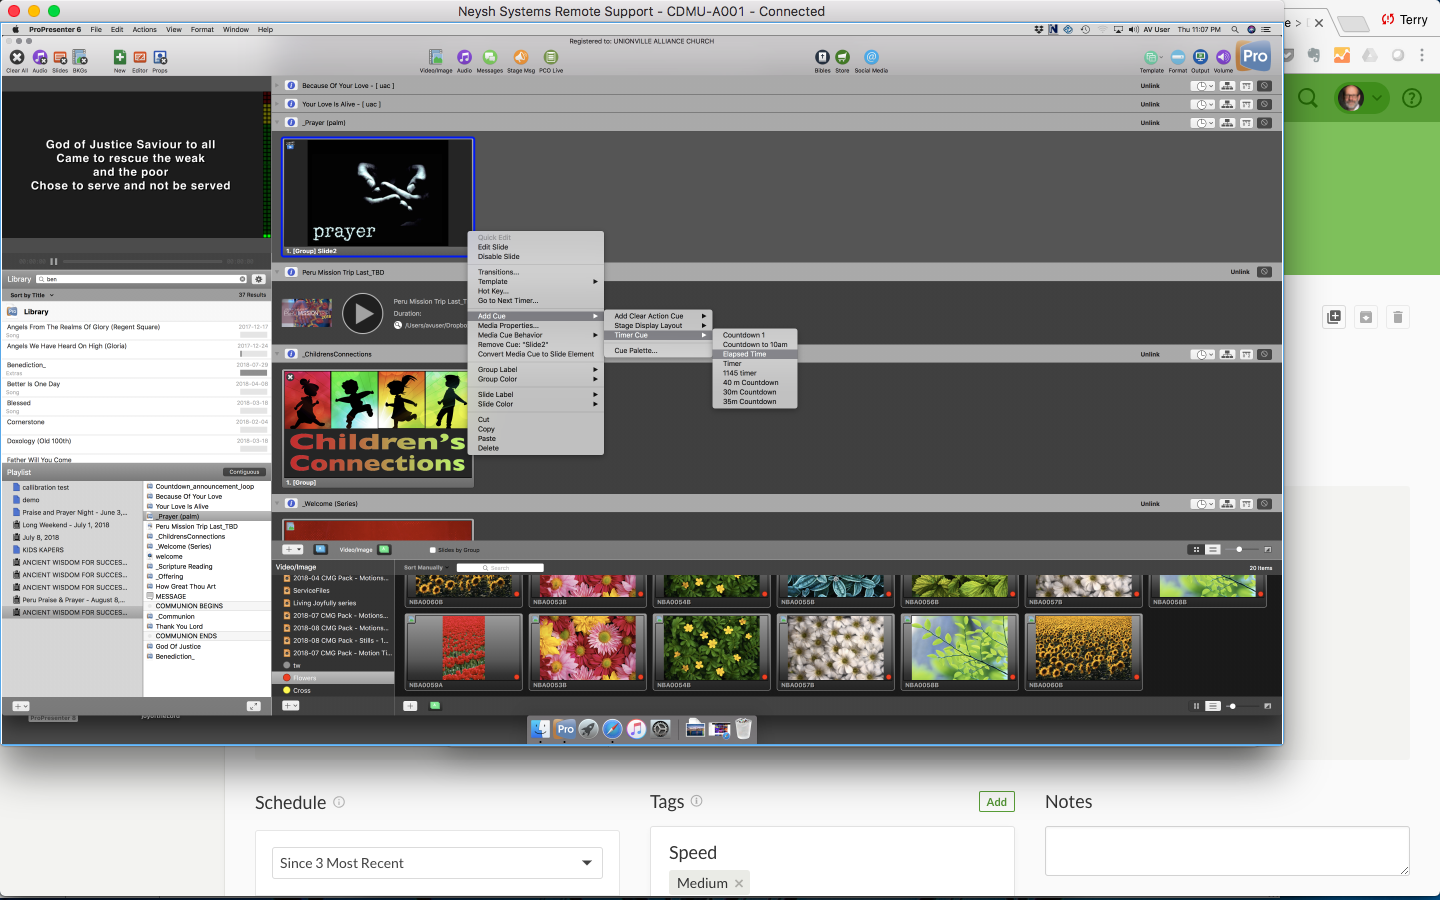 Neysh Systems Remote Support - CDMU-A001 - Connected
Terry
ProPresenter 6 File Edit Actions View Format Window Help
AV User Thu 11:07 PM
Registered to: UNIONVILLE ALLIANCE CHURCH
Clear All Audio Slides BKGs New Editor Props
Video/Image Audio Messages Stage Msg PCO Live
Bibles Store Social Media
Template Format Output Volume
Pro
Because Of Your Love - [ uac ]
Unlink
Your Love Is Alive - [ uac ]
Unlink
_Prayer (palm)
Unlink
God of Justice Saviour to all
Came to rescue the weak
and the poor
Chose to serve and not be served
prayer
1. [Group] Slide2
Quick Edit
Edit Slide
Disable Slide
Transitions...
Template
Hot Key...
Go to Next Timer...
Add Cue
Media Properties...
Media Cue Behavior
Remove Cue: "Slide2"
Convert Media Cue to Slide Element
Group Label
Group Color
Slide Label
Slide Color
Cut
Copy
Paste
Delete
Add Clear Action Cue
Stage Display Layout
Timer Cue
Cue Palette...
Countdown 1
Countdown to 10am
Elapsed Time
Timer
1145 timer
40 m Countdown
30m Countdown
35m Countdown
Peru Mission Trip Last_TBD
Unlink
Peru Mission Trip Last_T
Duration:
/Users/avuser/Dropbo
_ChildrensConnections
Unlink
Children's
Connections
1. [Group]
_Welcome (Series)
Unlink
Library
ben
Sort by Title
37 Results
Library
Angels From The Realms Of Glory (Regent Square)
2017-12-17
Song
Angels We Have Heard On High (Gloria)
2017-12-24
Song
Benediction_
2018-07-29
Extras
Better Is One Day
2018-04-08
Song
Blessed
2018-03-18
Song
Cornerstone
2018-02-04
Song
Doxology (Old 100th)
2018-03-18
Song
Father Will You Come
Playlist
Contiguous
callibration test
demo
Praise and Prayer Night - June 3,...
Long Weekend - July 1, 2018
July 8, 2018
KIDS KAPERS
ANCIENT WISDOM FOR SUCCES...
ANCIENT WISDOM FOR SUCCES...
ANCIENT WISDOM FOR SUCCES...
Peru Praise & Prayer - August 8,...
ANCIENT WISDOM FOR SUCCES...
Countdown_announcement_loop
Because Of Your Love
Your Love Is Alive
_Prayer (palm)
Peru Mission Trip Last_TBD
_ChildrensConnections
_Welcome (Series)
welcome
_Scripture Reading
_Offering
How Great Thou Art
MESSAGE
COMMUNION BEGINS
_Communion
Thank You Lord
COMMUNION ENDS
God Of Justice
Benediction_
Video/Image
Slides by Group
Video/Image
Sort Manually
Search
20 Items
2018-04 CMG Pack - Motions...
ServiceFiles
Living Joyfully series
2018-07 CMG Pack - Motions...
2018-08 CMG Pack - Motions...
2018-08 CMG Pack - Stills - 1...
2018-07 CMG Pack - Motion Ti...
tw
Flowers
Cross
NBA0060B NBA0053B NBA0054B NBA0055B NBA0056B NBA0057B NBA0058B
NBA0059A NBA0053B NBA0054B NBA0057B NBA0058B NBA0060B
Pro
Schedule
Since 3 Most Recent
Tags
Add
Speed
Medium
Notes